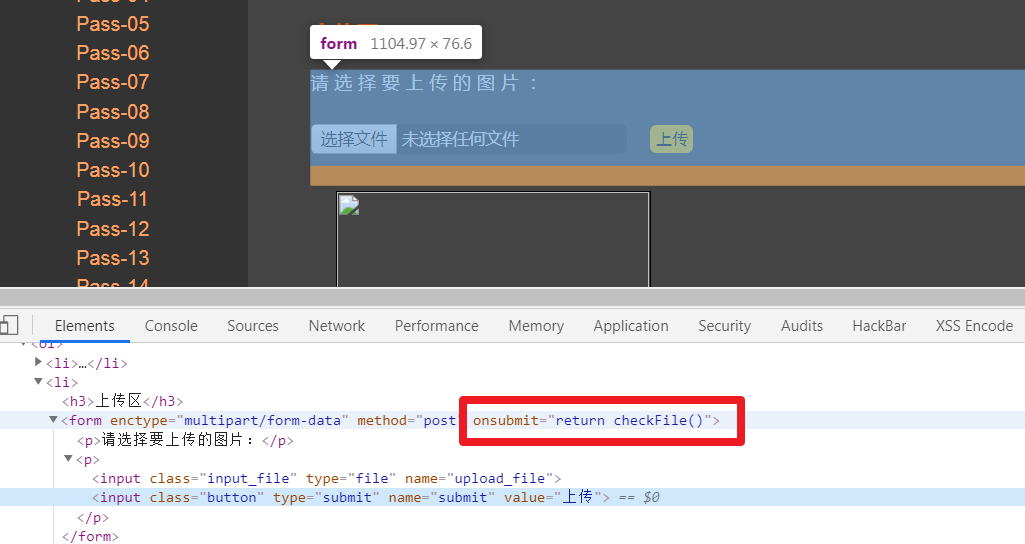 Pass-05
Pass-06
Pass-07
Pass-08
Pass-09
Pass-10
Pass-11
Pass-12
Pass-13
Pass-14
form 1104.97 × 76.6
请选择要上传的图片：
选择文件 未选择任何文件 上传
Elements Console Sources Network Performance Memory Application Security Audits HackBar XSS Encode
<li>…</li>
<li>
<h3>上传区</h3>
<form enctype="multipart/form-data" method="post" onsubmit="return checkFile()">
<p>请选择要上传的图片：</p>
<p>
<input class="input_file" type="file" name="upload_file">
<input class="button" type="submit" name="submit" value="上传"> == $0
</p>
</form>